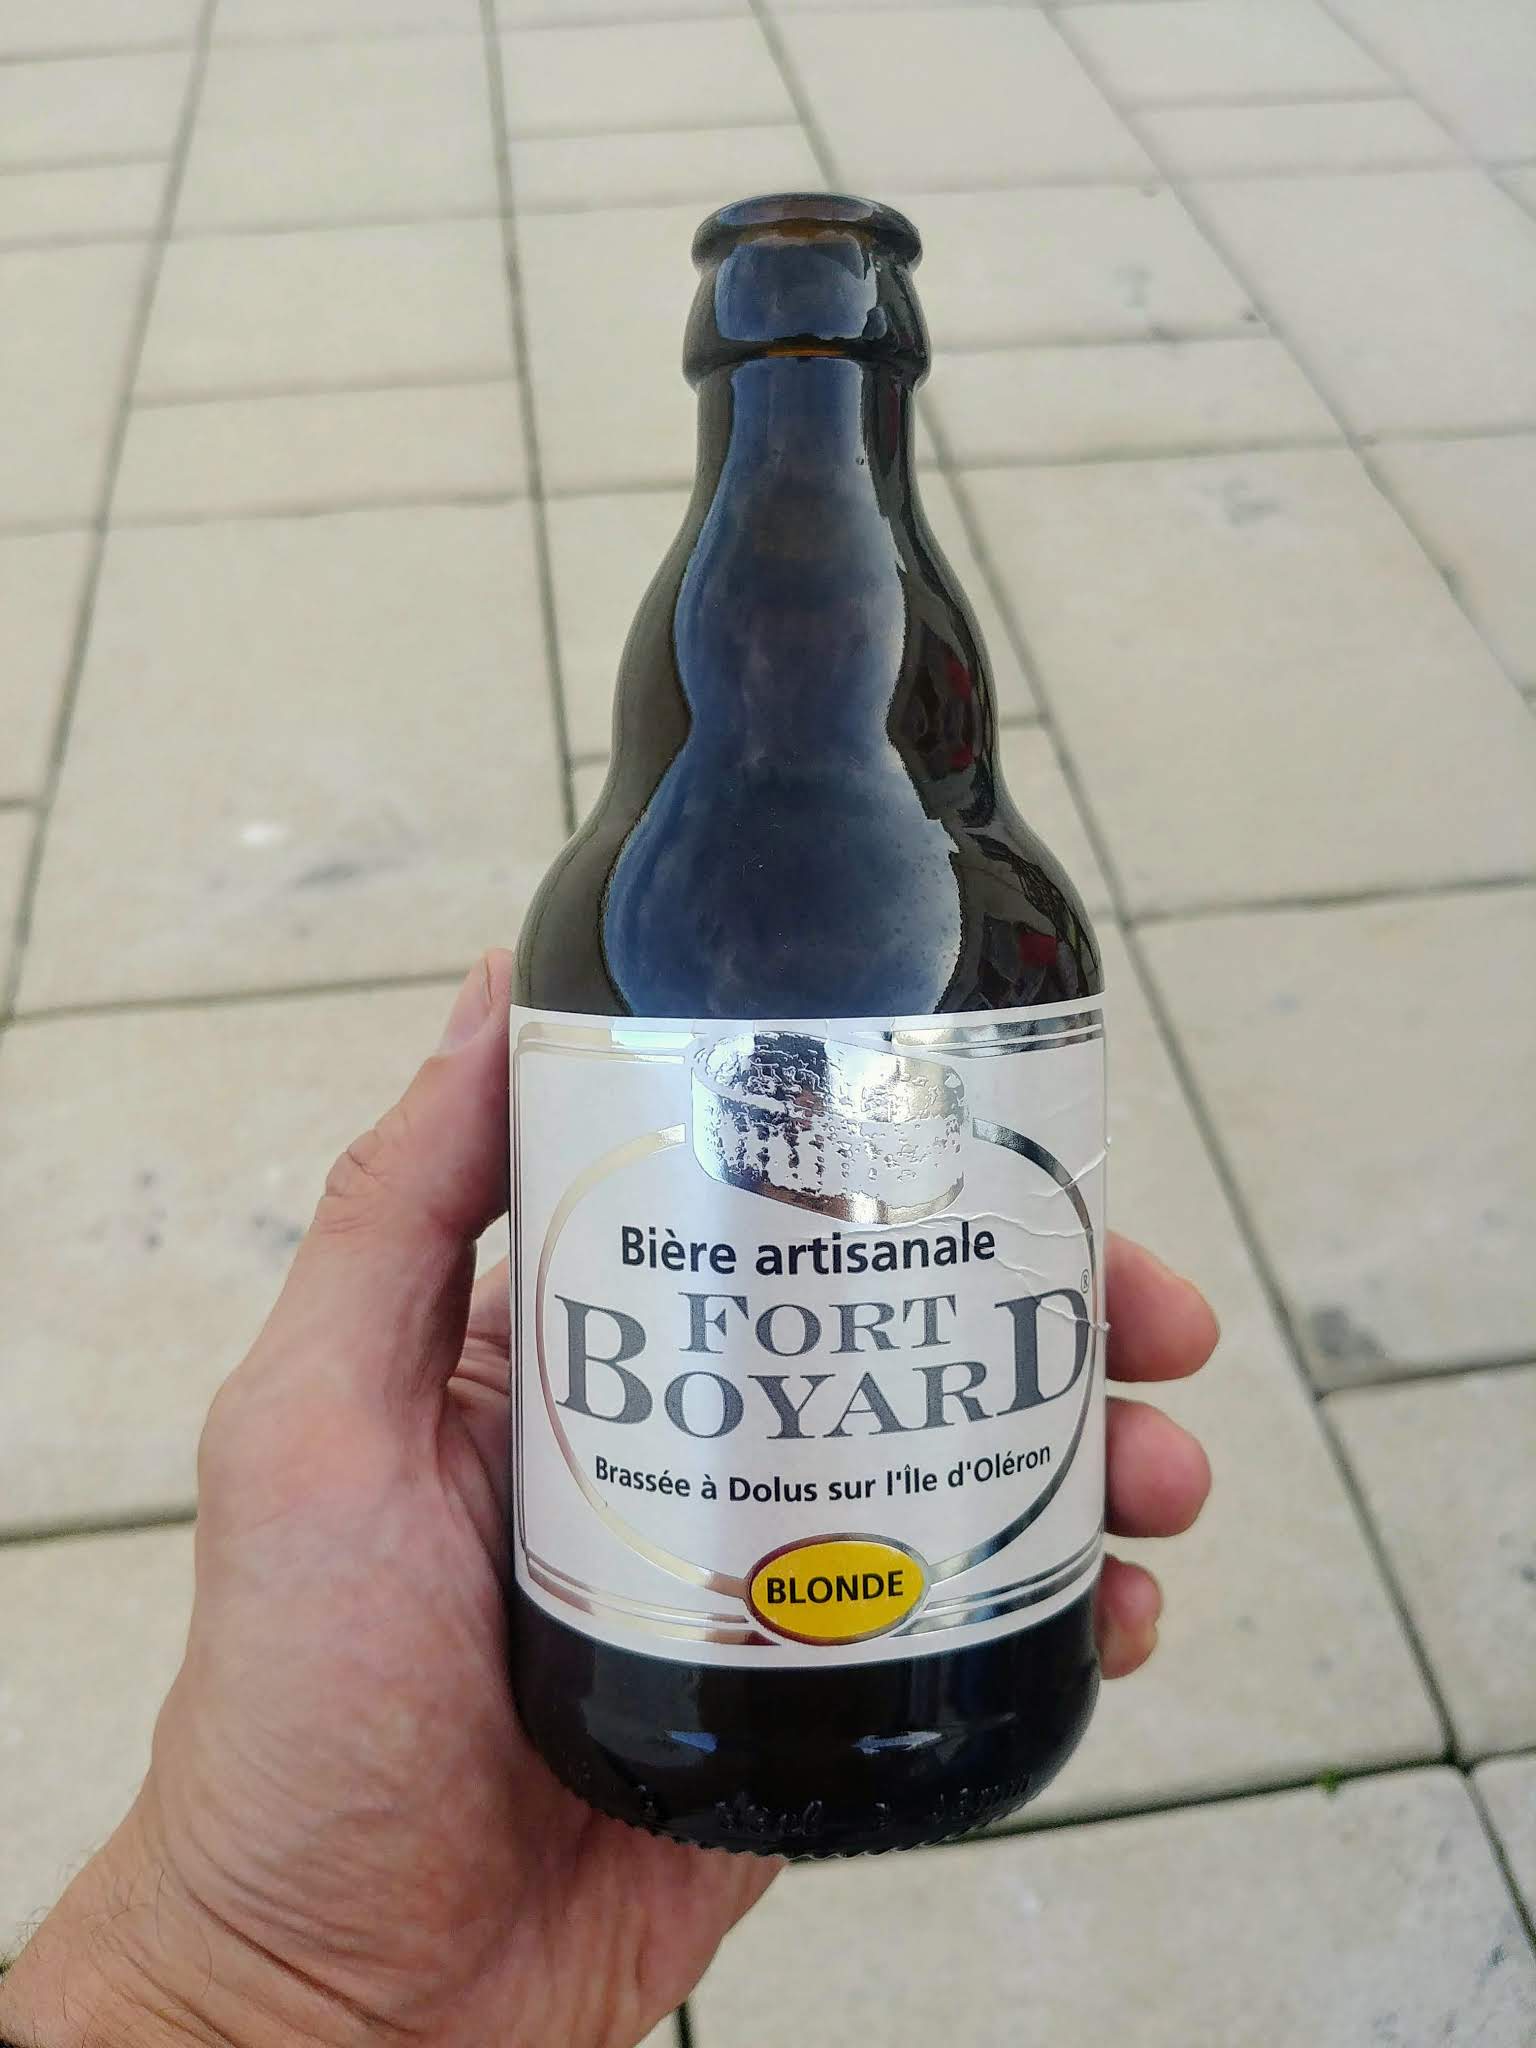 Bière artisanale
FORT
BOYARD®
Brassée à Dolus sur l'Île d'Oléron
BLONDE